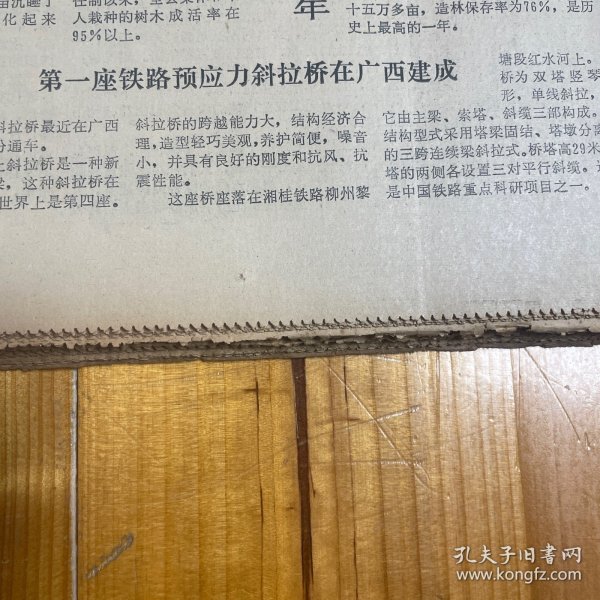 化起来
人栽种的树木成活率在
95%以上。
年
十五万多亩，造林保存率为76%，是历
史上最高的一年。
第一座铁路预应力斜拉桥在广西建成
斜拉桥最近在广西
分通车。
斜拉桥是一种新
这种斜拉桥在
世界上是第四座。
斜拉桥的跨越能力大，结构经济合
理，造型轻巧美观，养护简便，噪音
小，并具有良好的刚度和抗风、抗
震性能。
这座桥座落在湘桂铁路柳州黎
塘段红水河上。
桥为双塔竖琴
形，单线斜拉，
它由主梁、索塔、斜缆三部构成。
结构型式采用塔梁固结、塔墩分离
的三跨连续梁斜拉式。桥塔高29米
塔的两侧各设置三对平行斜缆。
是中国铁路重点科研项目之一。
孔夫子旧书网
www.kongfz.com